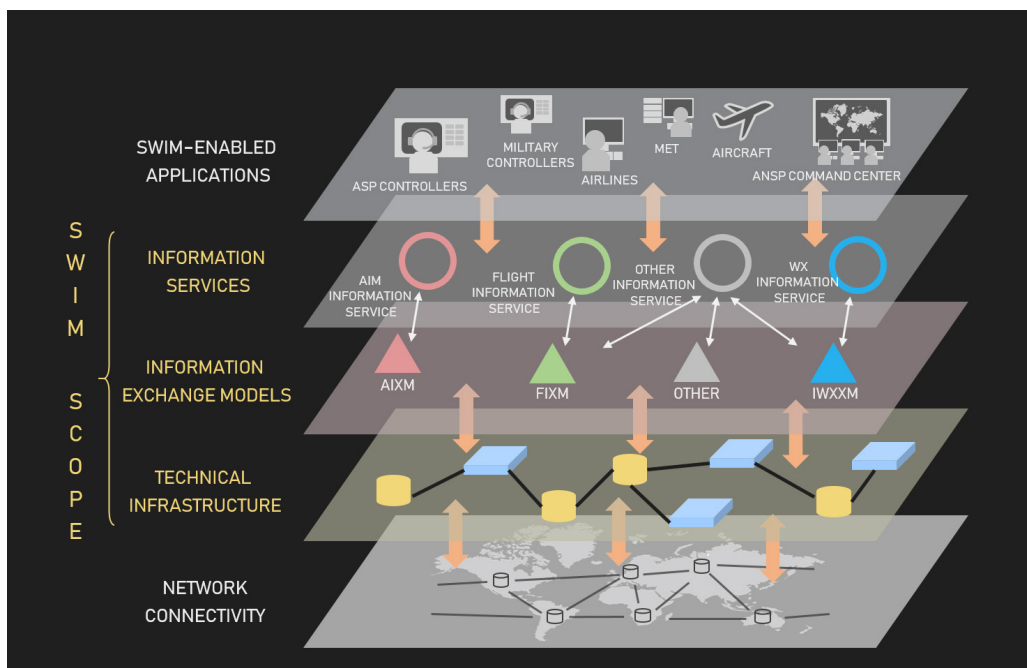 SWIM-ENABLED
APPLICATIONS
ASP CONTROLLERS
MILITARY
CONTROLLERS
AIRLINES
MET
AIRCRAFT
ANSP COMMAND CENTER
SWIM SCOPE
INFORMATION
SERVICES
AIM
INFORMATION
SERVICE
FLIGHT
INFORMATION
SERVICE
OTHER
INFORMATION
SERVICE
WX
INFORMATION
SERVICE
INFORMATION
EXCHANGE MODELS
AIXM
FIXM
OTHER
IWXXM
TECHNICAL
INFRASTRUCTURE
NETWORK
CONNECTIVITY